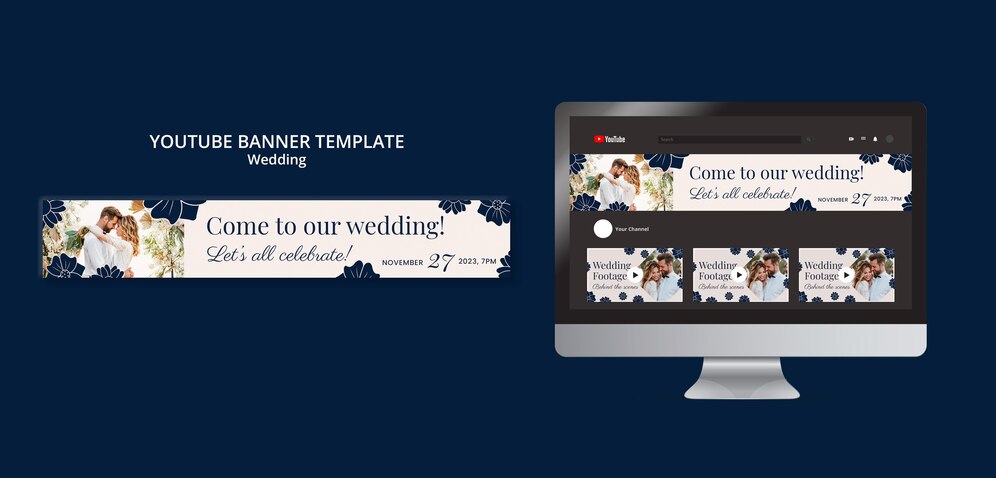 YOUTUBE BANNER TEMPLATE
Wedding
Come to our wedding!
Let's all celebrate!
NOVEMBER 27 2023, 7PM
YouTube
Search
Come to our wedding!
Let's all celebrate!
NOVEMBER 27 2023, 7PM
Your Channel
Wedding Footage
Behind the scenes
Wedding Footage
Behind the scenes
Wedding Footage
Behind the scenes